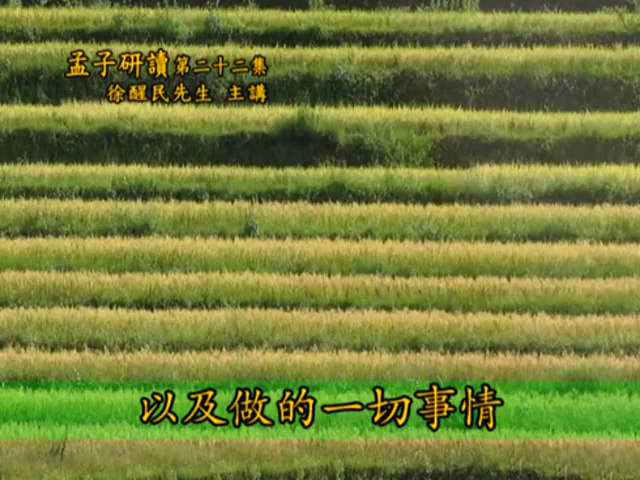 孟子研讀第二十二集
徐醒民先生 主講
以及做的一切事情